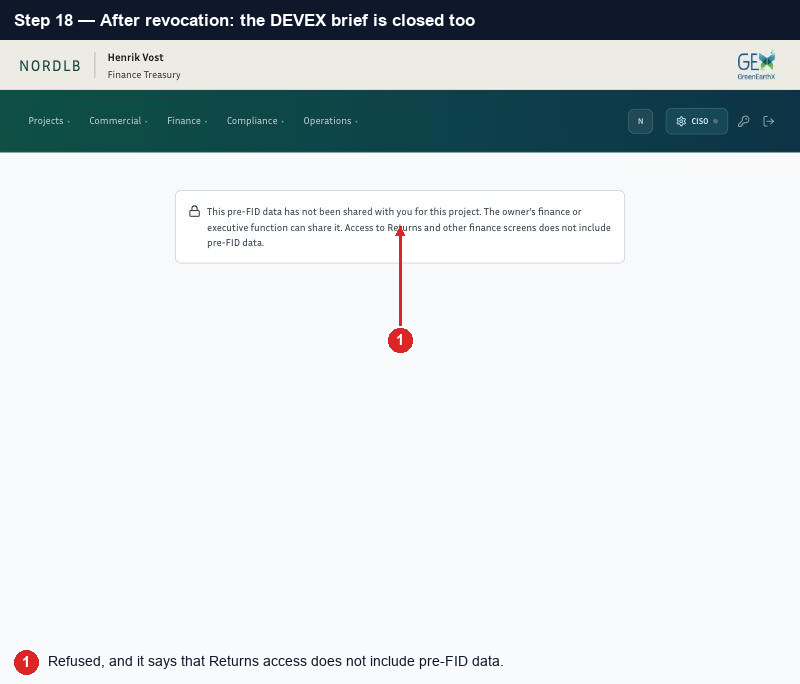 Step 18 — After revocation: the DEVEX brief is closed too
NORDLB
Henrik Vost
Finance Treasury
GEX
GreenEarthX
Projects
Commercial
Finance
Compliance
Operations
N
CISO
This pre-FID data has not been shared with you for this project. The owner's finance or
executive function can share it. Access to Returns and other finance screens does not include
pre-FID data.
1
1 Refused, and it says that Returns access does not include pre-FID data.